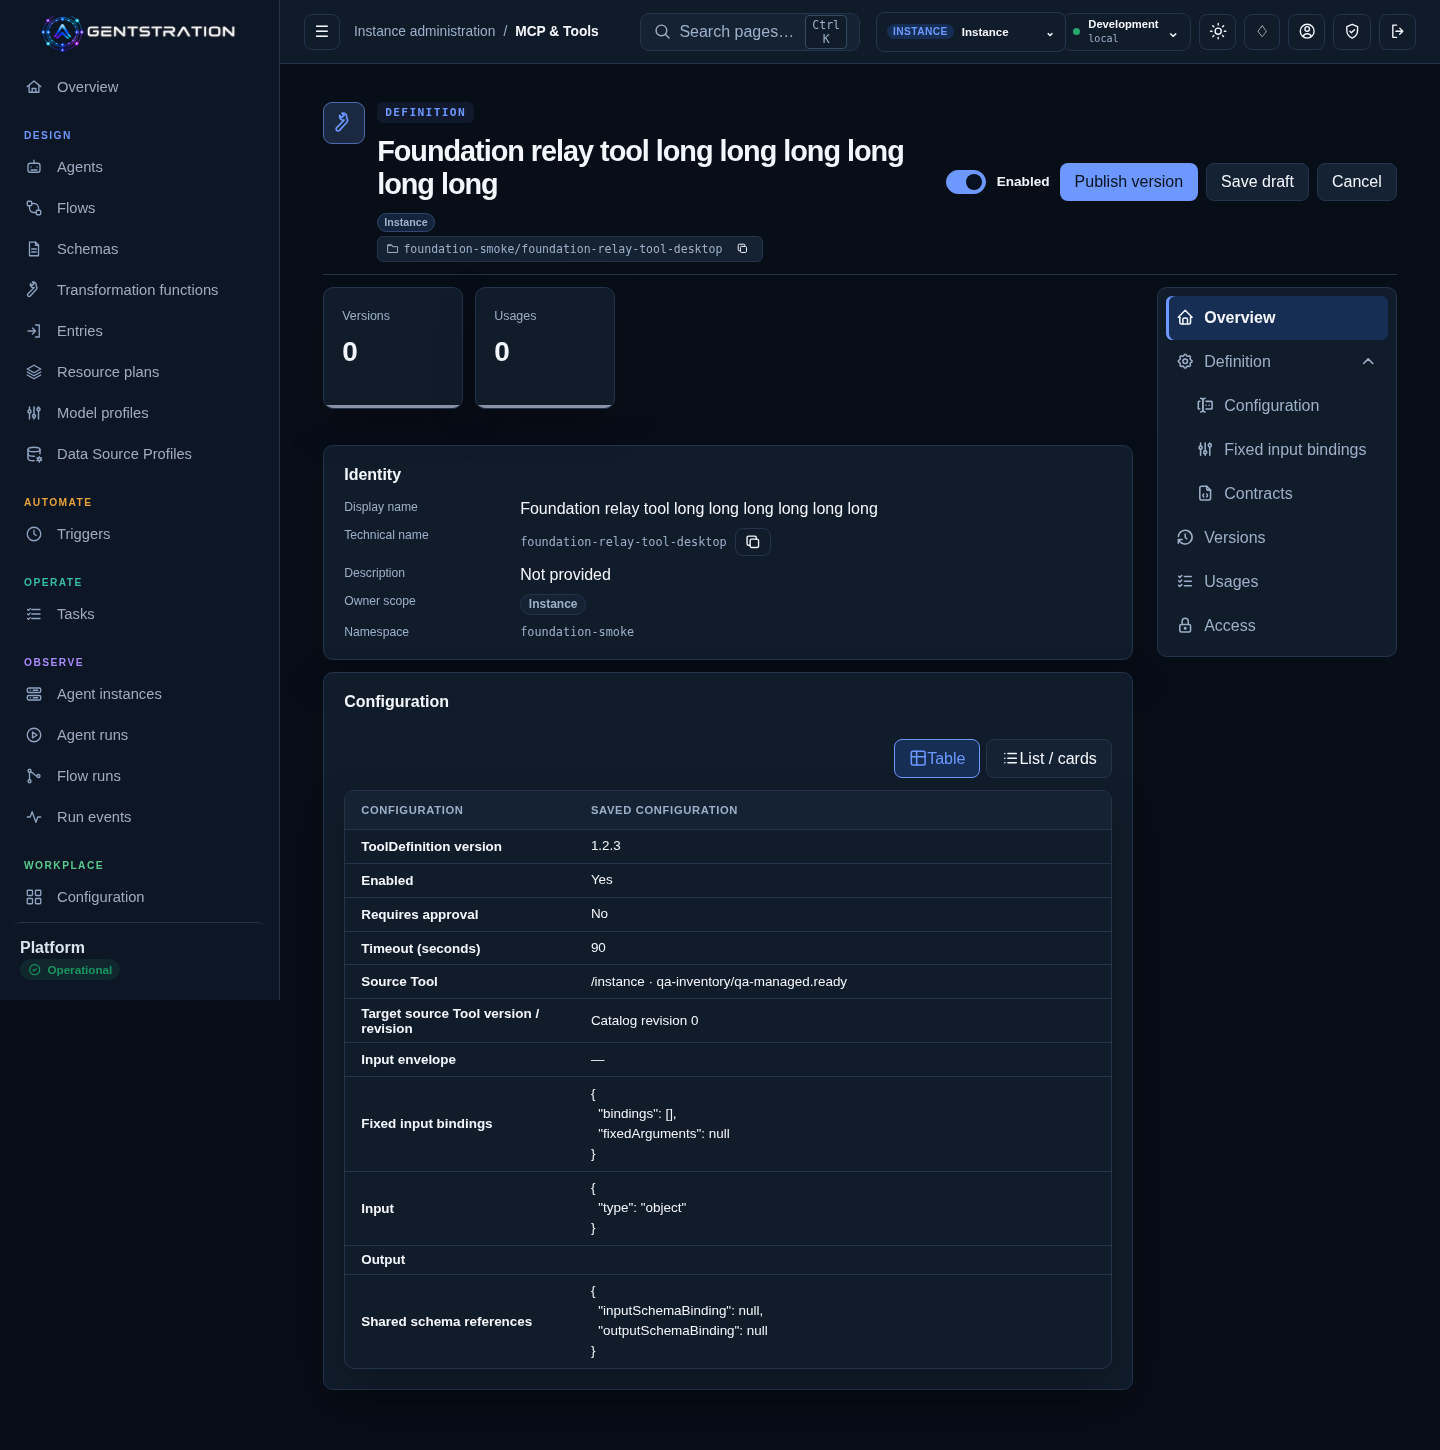 GENTSTRATION
Overview
DESIGN
Agents
Flows
Schemas
Transformation functions
Entries
Resource plans
Model profiles
Data Source Profiles
AUTOMATE
Triggers
OPERATE
Tasks
OBSERVE
Agent instances
Agent runs
Flow runs
Run events
WORKPLACE
Configuration
Platform
Operational
Instance administration / MCP & Tools
Search pages…
Ctrl
K
INSTANCE Instance
Development
local
DEFINITION
Foundation relay tool long long long long
long long
Instance
foundation-smoke/foundation-relay-tool-desktop
Enabled
Publish version
Save draft
Cancel
Versions
0
Usages
0
Identity
Display name Foundation relay tool long long long long long long
Technical name foundation-relay-tool-desktop
Description Not provided
Owner scope Instance
Namespace foundation-smoke
Configuration
Table
List / cards
CONFIGURATION SAVED CONFIGURATION
ToolDefinition version 1.2.3
Enabled Yes
Requires approval No
Timeout (seconds) 90
Source Tool /instance · qa-inventory/qa-managed.ready
Target source Tool version /
revision
Catalog revision 0
Input envelope —
Fixed input bindings
{
"bindings": [],
"fixedArguments": null
}
Input
{
"type": "object"
}
Output
Shared schema references
{
"inputSchemaBinding": null,
"outputSchemaBinding": null
}
Overview
Definition
Configuration
Fixed input bindings
Contracts
Versions
Usages
Access